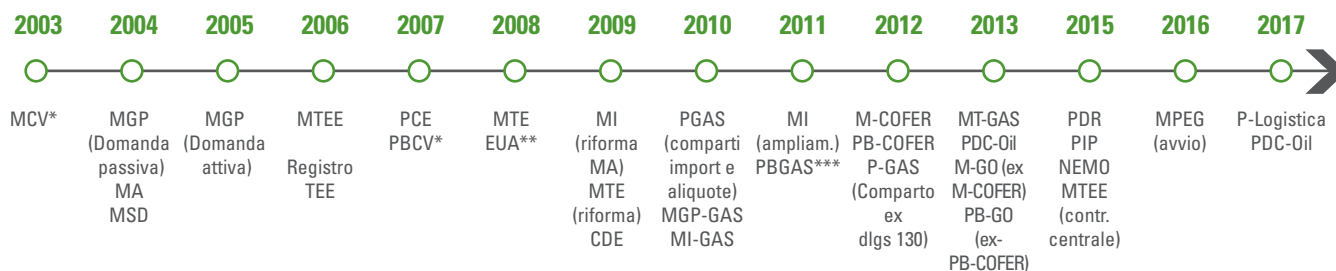 2003
MCV*
2004
MGP
(Domanda
passiva)
MA
MSD
2005
MGP
(Domanda
attiva)
2006
MTEE
Registro
TEE
2007
PCE
PBCV*
2008
MTE
EUA**
2009
MI
(riforma
MA)
MTE
(riforma)
CDE
2010
PGAS
(comparti
import e
aliquote)
MGP-GAS
MI-GAS
2011
MI
(ampliam.)
PBGAS***
2012
M-COFER
PB-COFER
P-GAS
(Comparto
ex
dlgs 130)
2013
MT-GAS
PDC-Oil
M-GO (ex
M-COFER)
PB-GO
(ex-
PB-COFER)
2015
PDR
PIP
NEMO
MTEE
(contr.
centrale)
2016
MPEG
(avvio)
2017
P-Logistica
PDC-Oil